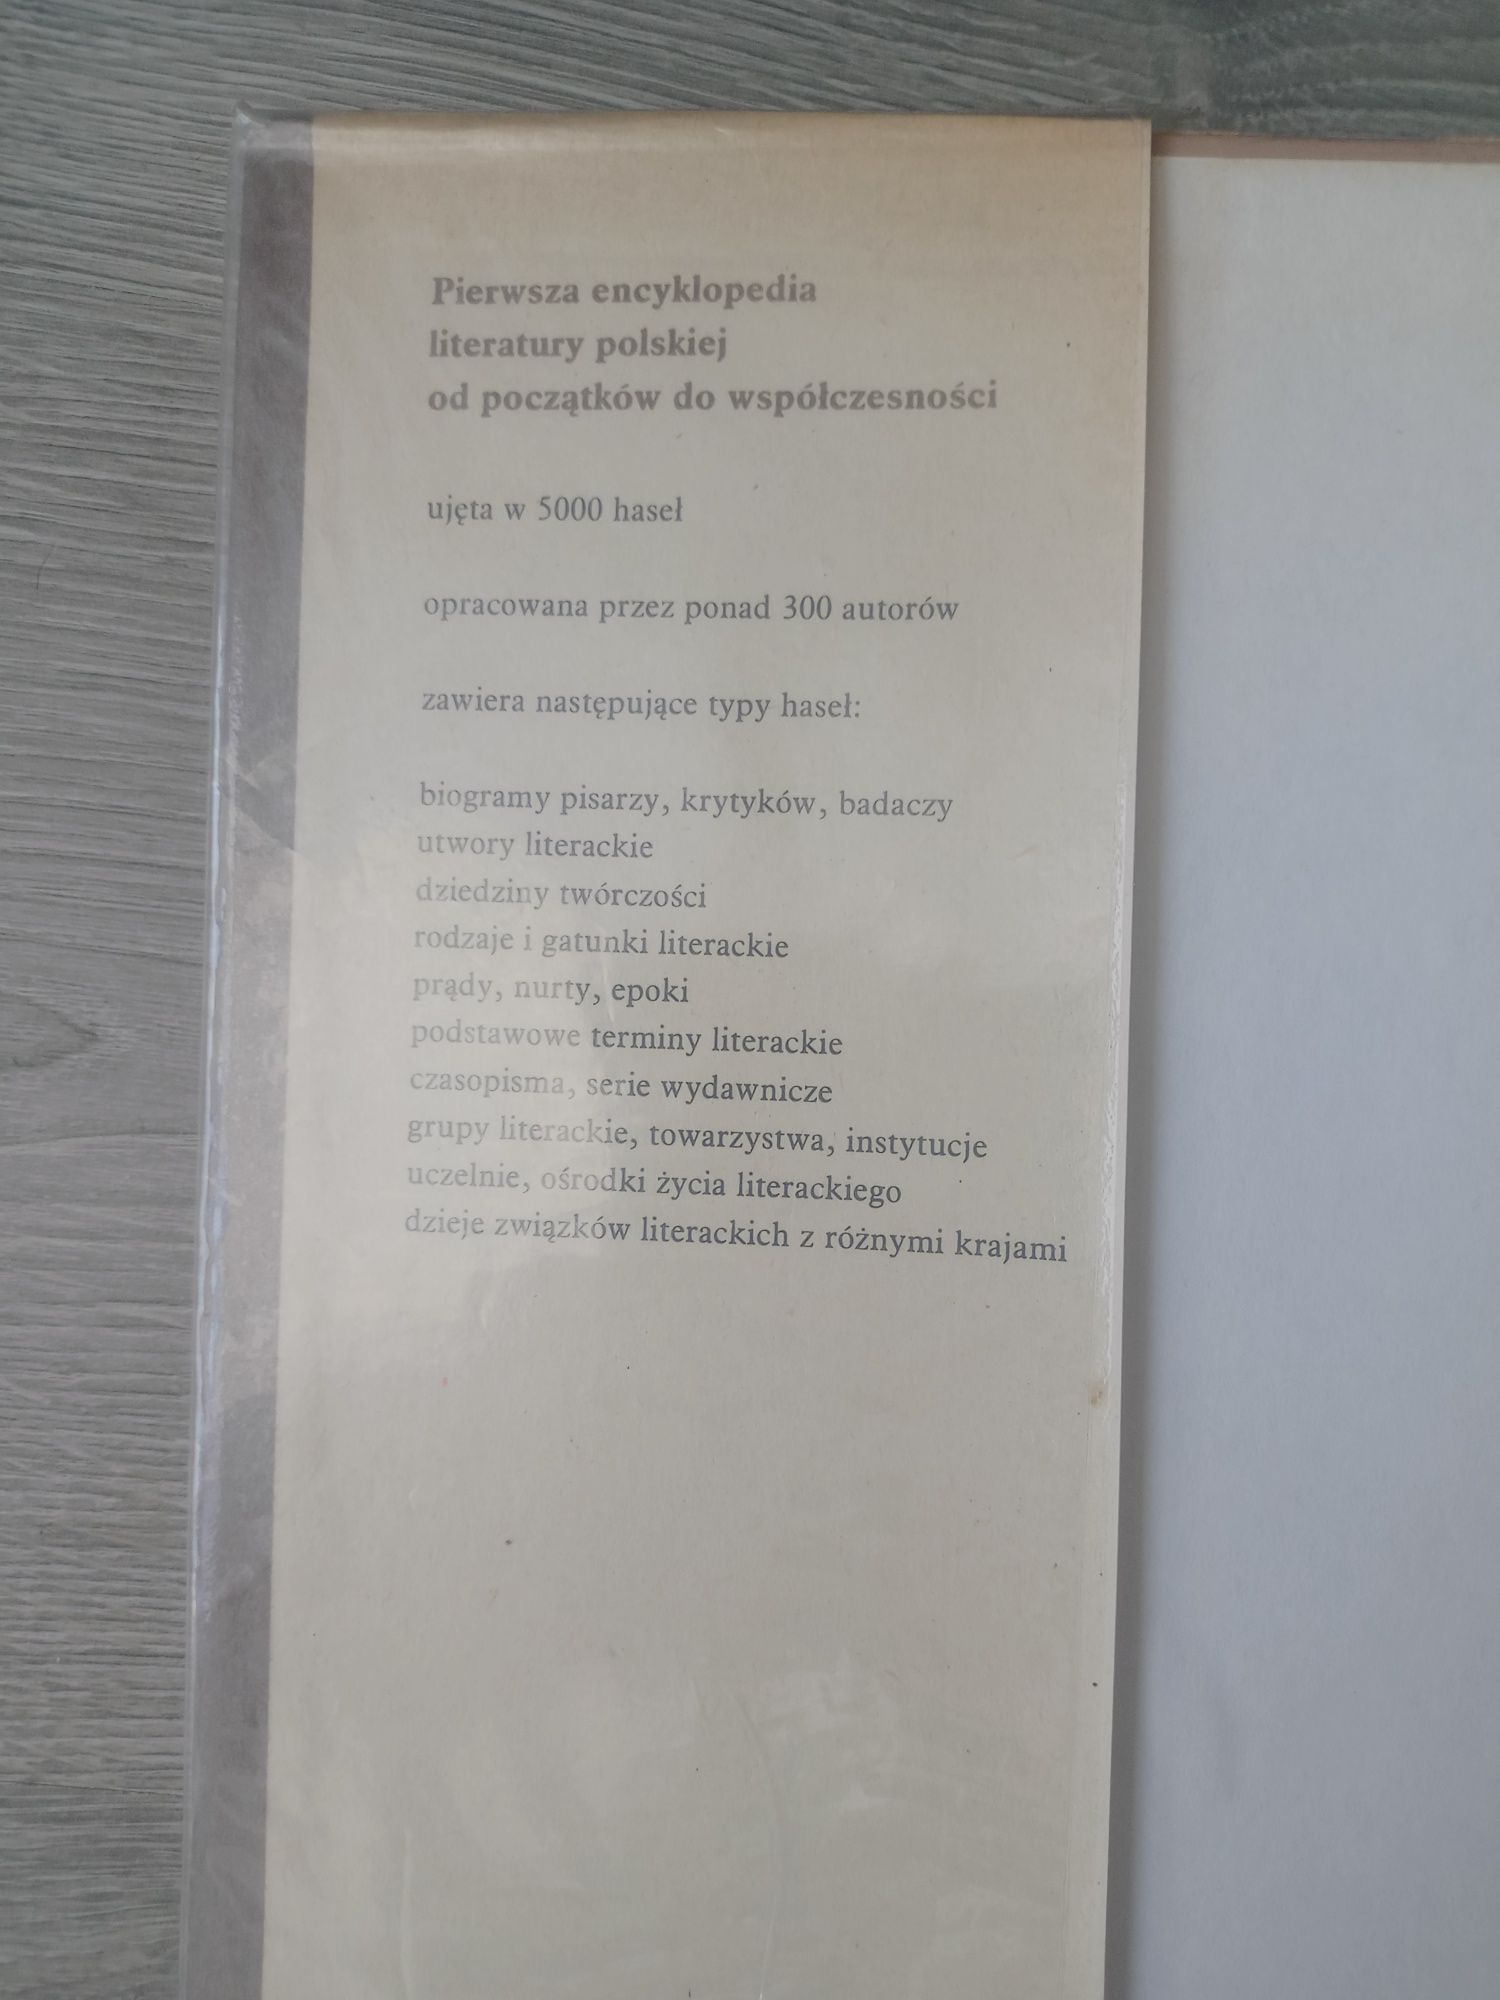 Pierwsza encyklopedia
literatury polskiej
od początków do współczesności
ujęta w 5000 haseł
opracowana przez ponad 300 autorów
zawiera następujące typy haseł:
biogramy pisarzy, krytyków, badaczy
utwory literackie
dziedziny twórczości
rodzaje i gatunki literackie
prądy, nurty, epoki
podstawowe terminy literackie
czasopisma, serie wydawnicze
grupy literackie, towarzystwa, instytucje
uczelnie, ośrodki życia literackiego
dzieje związków literackich z różnymi krajami